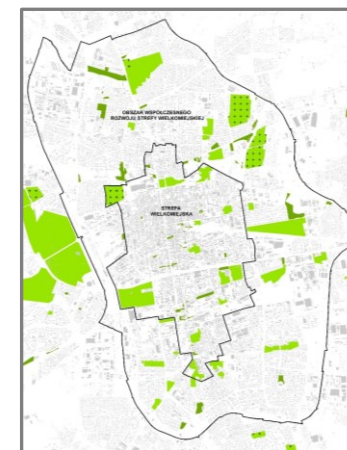 OBSZAR WSPÓŁCZESNEGO
ROZWOJU STREFY WIELKOMIEJSKIEJ
STREFA
WIELKOMIEJSKA